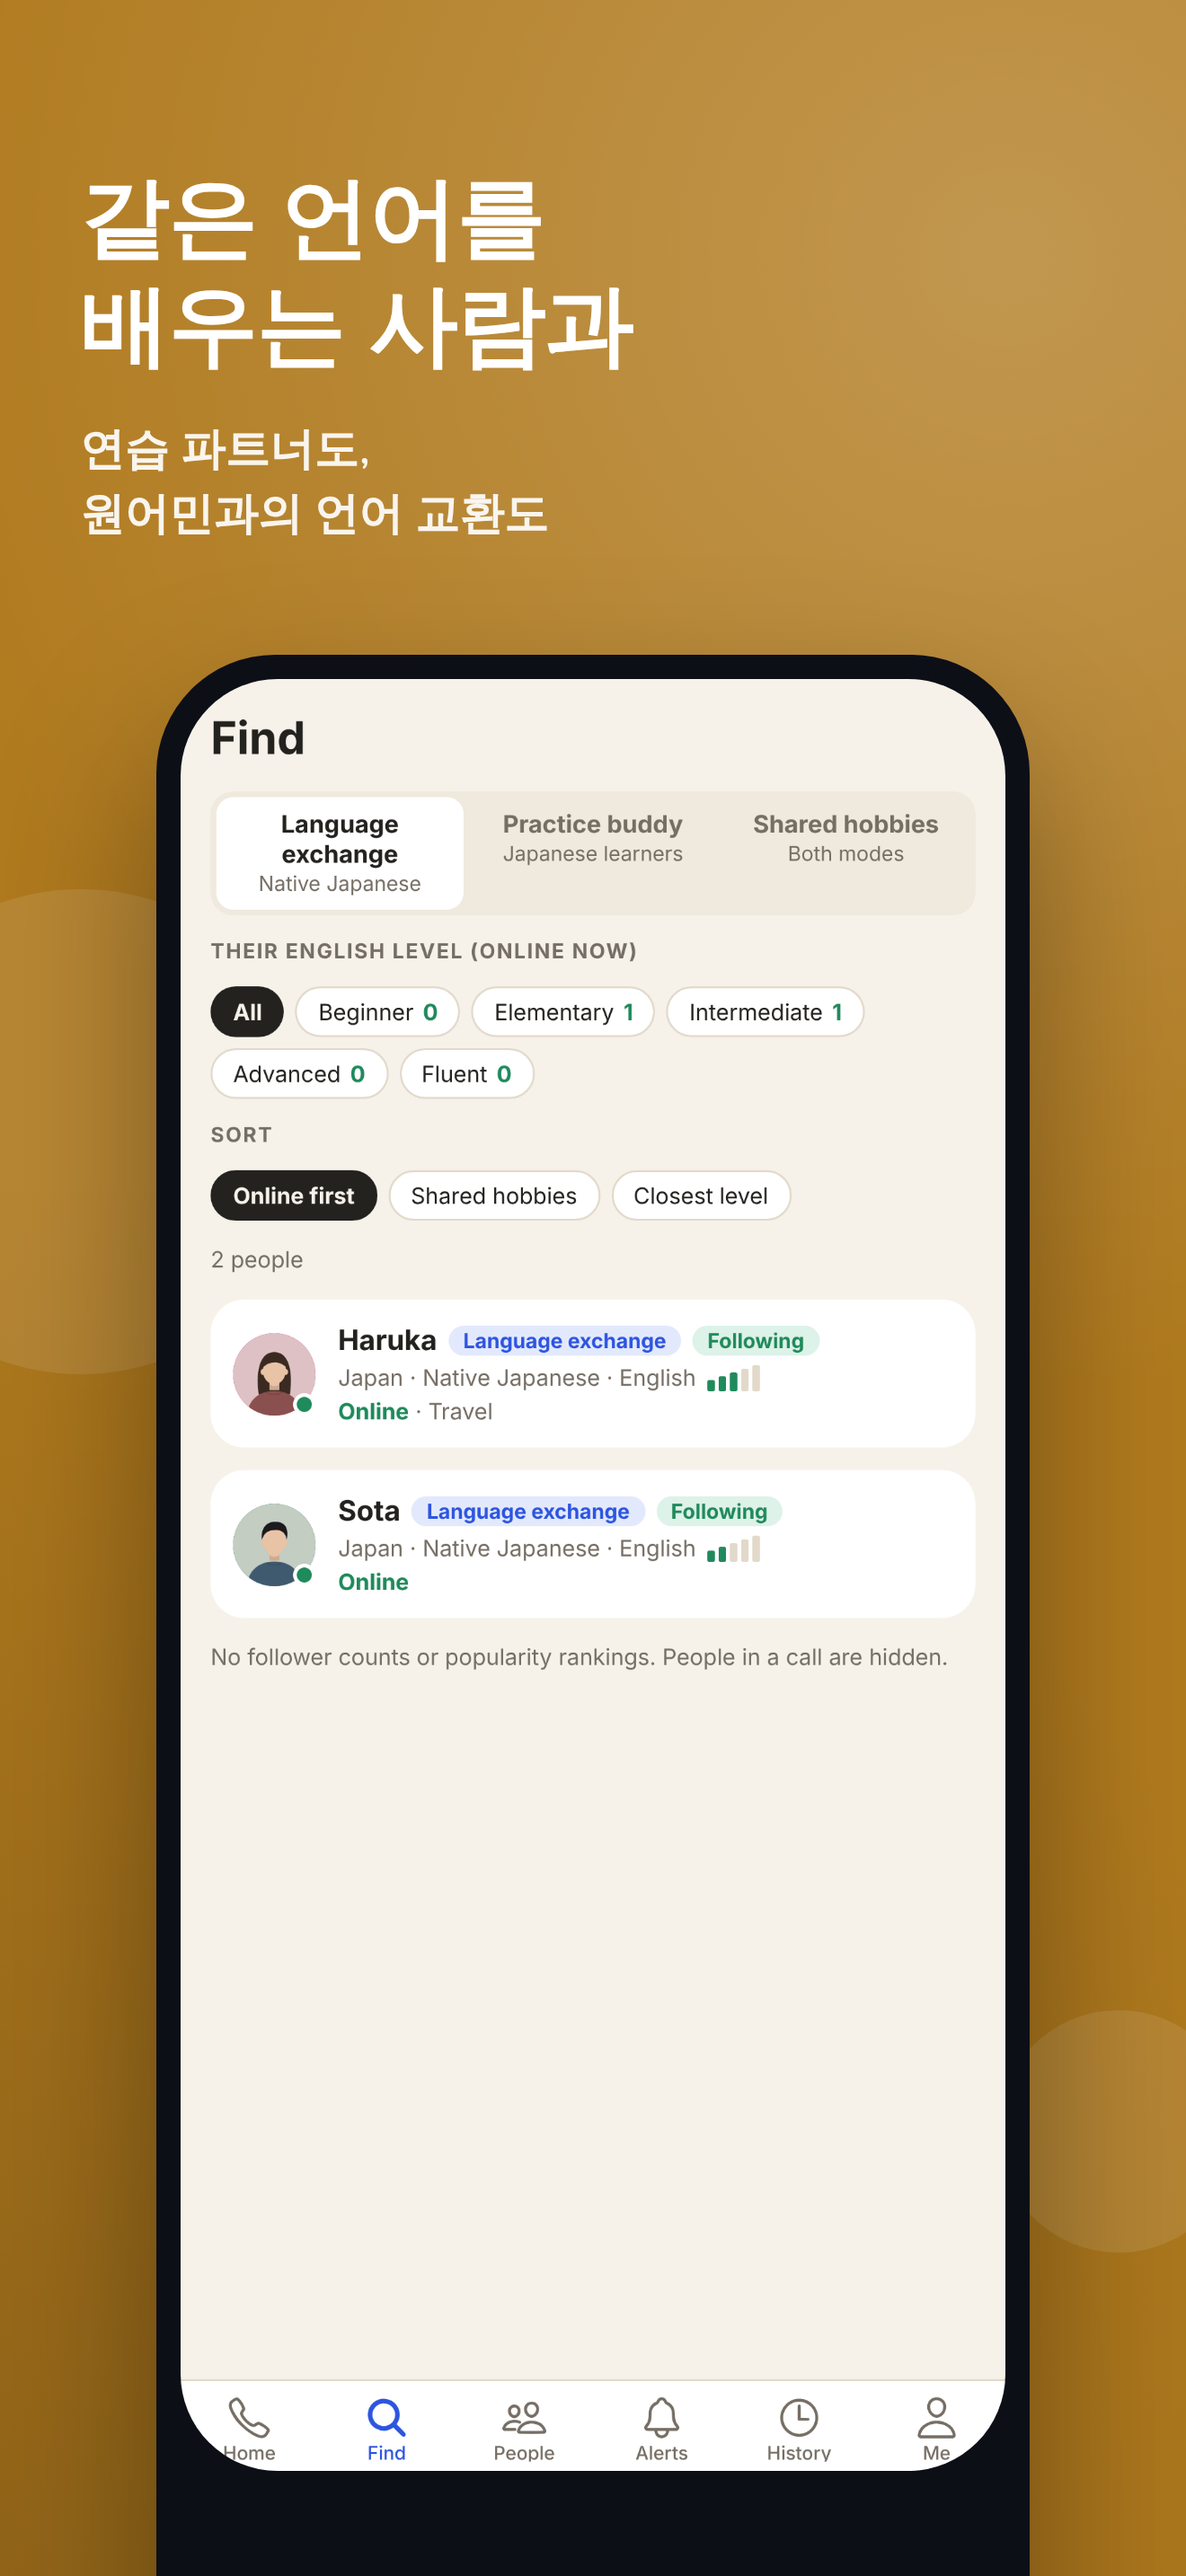 같은 언어를
배우는 사람과
연습 파트너도,
원어민과의 언어 교환도
Find
Language
exchange
Native Japanese
Practice buddy
Japanese learners
Shared hobbies
Both modes
THEIR ENGLISH LEVEL (ONLINE NOW)
All Beginner 0 Elementary 1 Intermediate 1
Advanced 0 Fluent 0
SORT
Online first Shared hobbies Closest level
2 people
Haruka Language exchange Following
Japan · Native Japanese · English
Online · Travel
Sota Language exchange Following
Japan · Native Japanese · English
Online
No follower counts or popularity rankings. People in a call are hidden.
Home Find People Alerts History Me